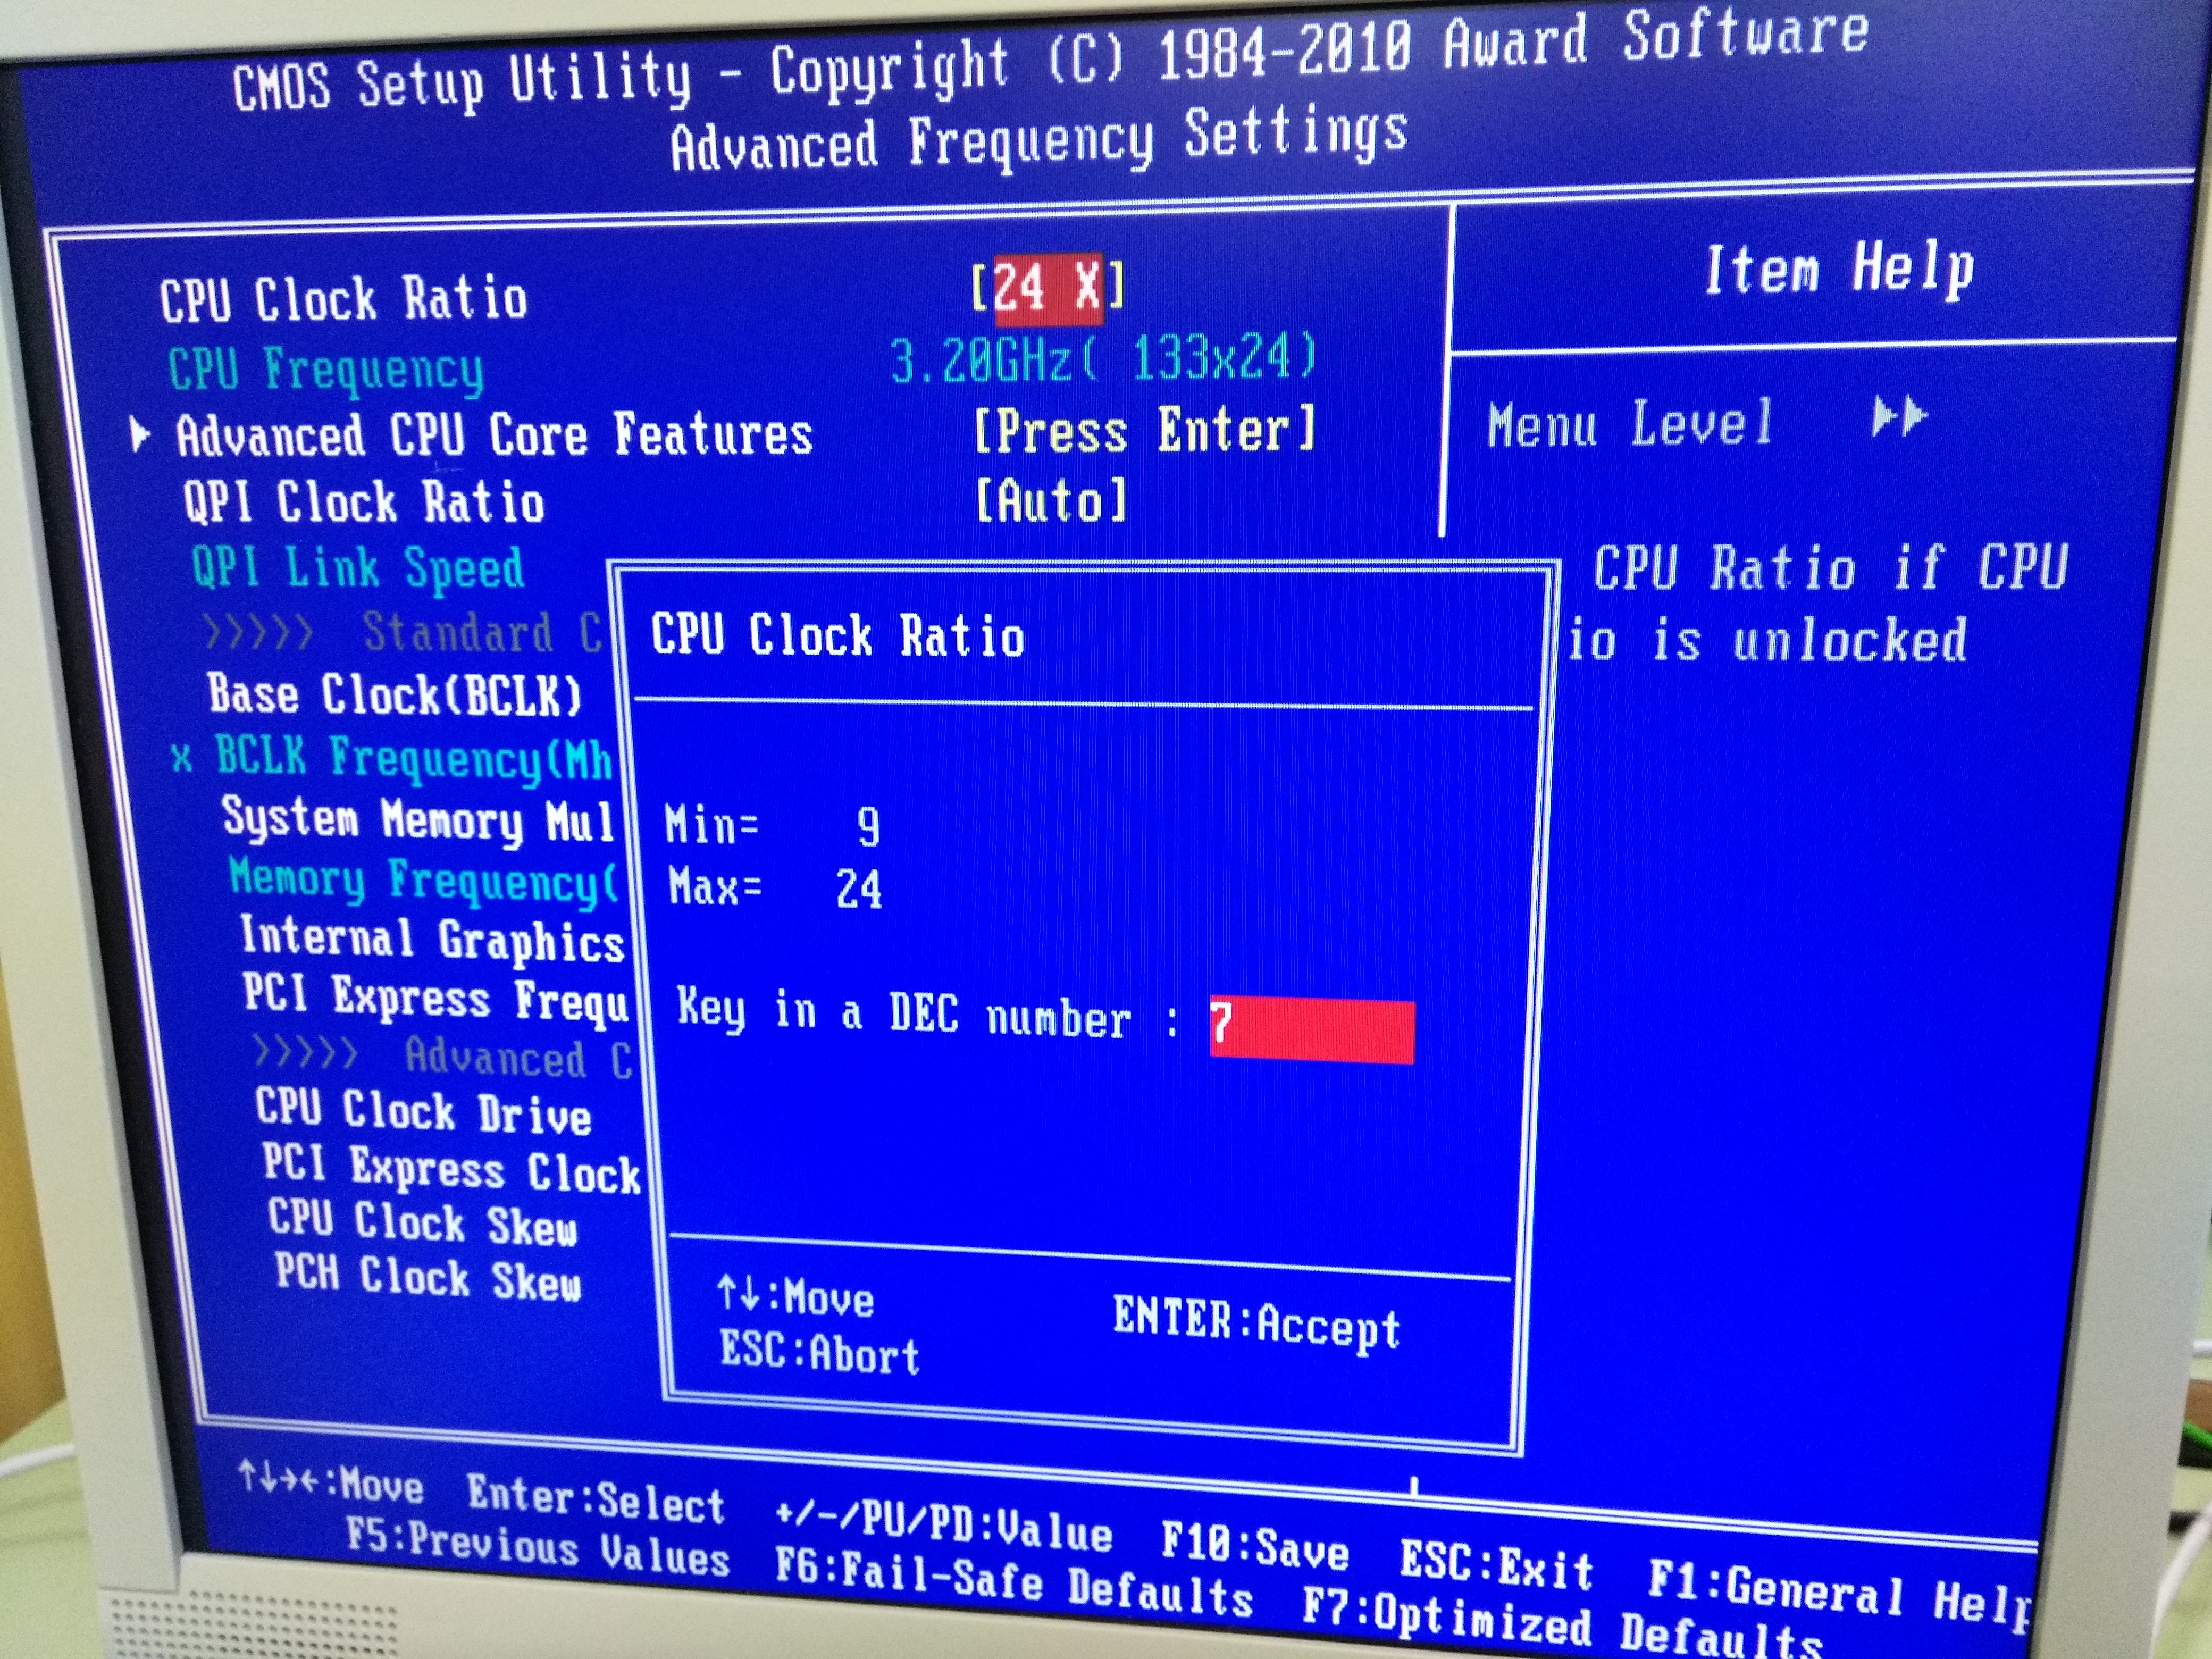 CMOS Setup Utility - Copyright (C) 1984-2010 Award Software
Advanced Frequency Settings
CPU Clock Ratio [24 X]
CPU Frequency 3.20GHz( 133x24)
Advanced CPU Core Features [Press Enter]
QPI Clock Ratio [Auto]
QPI Link Speed
>>>>> Standard C
Base Clock(BCLK)
x BCLK Frequency(Mh
System Memory Mul
Memory Frequency(
Internal Graphics
PCI Express Frequ
>>>>> Advanced C
CPU Clock Drive
PCI Express Clock
CPU Clock Skew
PCH Clock Skew
Item Help
Menu Level ▶▶
CPU Ratio if CPU
io is unlocked
CPU Clock Ratio
Min= 9
Max= 24
Key in a DEC number : 7
↑↓:Move ENTER:Accept
ESC:Abort
↑↓→←:Move Enter:Select +/-/PU/PD:Value F10:Save ESC:Exit F1:General Help
F5:Previous Values F6:Fail-Safe Defaults F7:Optimized Defaults